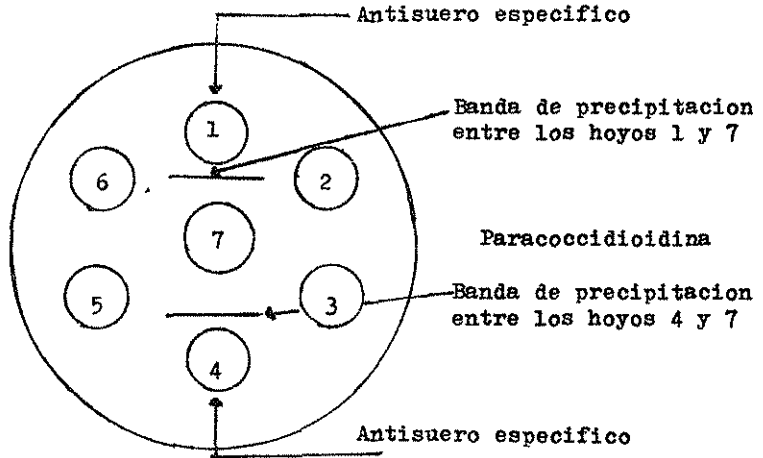 Antisuero especifico
1
Banda de precipitacion
entre los hoyos 1 y 7
6
2
7
Paracoccidioidina
5
3
Banda de precipitacion
entre los hoyos 4 y 7
4
Antisuero especifico